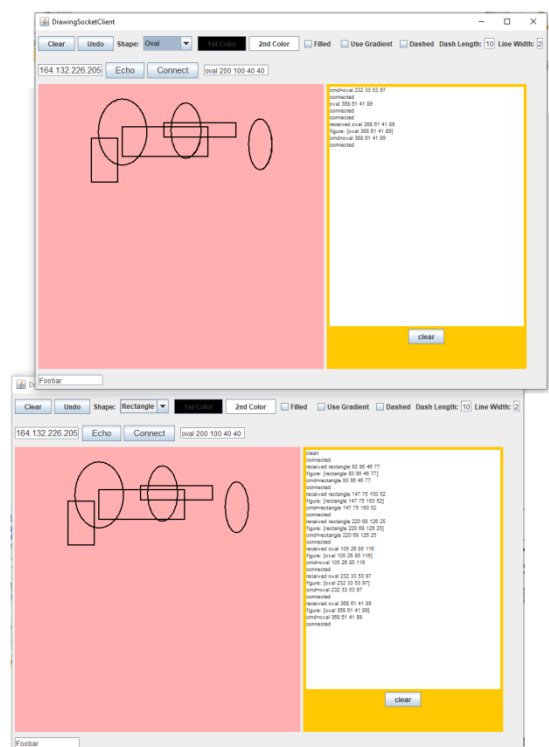 DrawingSocketClient
Clear Undo Shape: Oval 1st Color 2nd Color Filled Use Gradient Dashed Dash Length: 10 Line Width: 2
164.132.226.205 Echo Connect oval 200 100 40 40
cmd=oval 232 33 53 97
connected
oval 368 61 41 89
connected
connected
received oval 368 61 41 89
figure: [oval 368 61 41 89]
cmd=oval 368 61 41 89
connected
clear
Foobar
Clear Undo Shape: Rectangle 1st Color 2nd Color Filled Use Gradient Dashed Dash Length: 10 Line Width: 2
164.132.226.205 Echo Connect oval 200 100 40 40
clean
connected
received rectangle 93 95 46 77
figure: [rectangle 93 95 46 77]
cmd=rectangle 93 95 46 77
connected
received rectangle 147 75 150 52
figure: [rectangle 147 75 150 52]
cmd=rectangle 147 75 150 52
connected
received rectangle 220 68 126 25
figure: [rectangle 220 68 126 25]
cmd=rectangle 220 68 126 25
connected
received oval 106 26 86 116
figure: [oval 106 26 86 116]
cmd=oval 106 26 86 116
connected
received oval 232 33 53 97
figure: [oval 232 33 53 97]
cmd=oval 232 33 53 97
connected
received oval 368 61 41 89
figure: [oval 368 61 41 89]
cmd=oval 368 61 41 89
connected
clear
Foobar